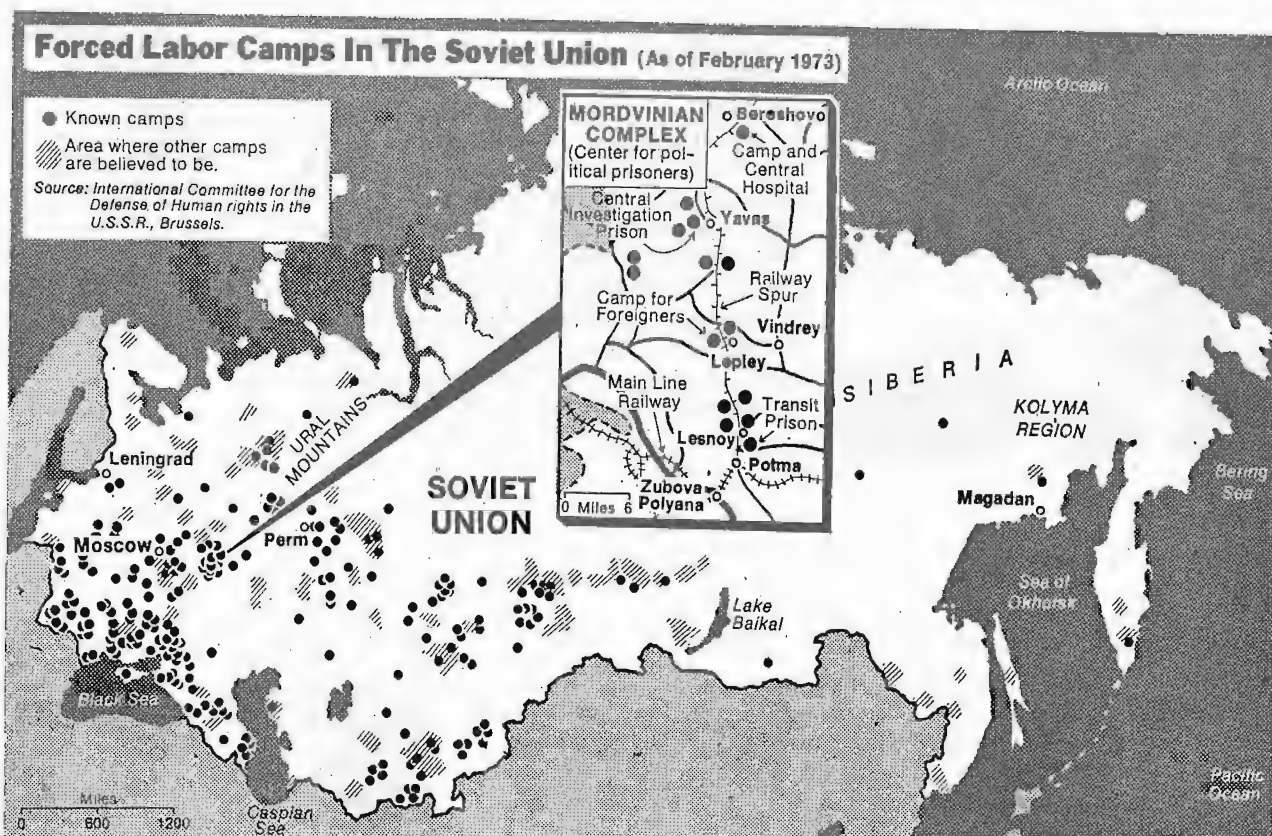 Forced Labor Camps In The Soviet Union (As of February 1973)
Known camps
Area where other camps
are believed to be.
Source: International Committee for the
Defense of Human rights in the
U.S.S.R., Brussels.
Arctic Ocean
MORDVINIAN
COMPLEX
(Center for pol-
itical prisoners)
Bereshovo
Camp and
Central
Hospital
Central
Investigation
Prison
Yavas
Railway
Spur
Camp for
Foreigners
Vindrey
Lepley
Main Line
Railway
Transit
Prison
Lesnoy
Potma
Zubova
Polyana
0 Miles 6
SIBERIA
KOLYMA
REGION
Magadan
Bering
Sea
Sea of
Okhotsk
URAL
MOUNTAINS
Leningrad
SOVIET
UNION
Perm
Moscow
Lake
Baikal
Black Sea
Caspian
Sea
Miles
0 600 1200
Pacific
Ocean